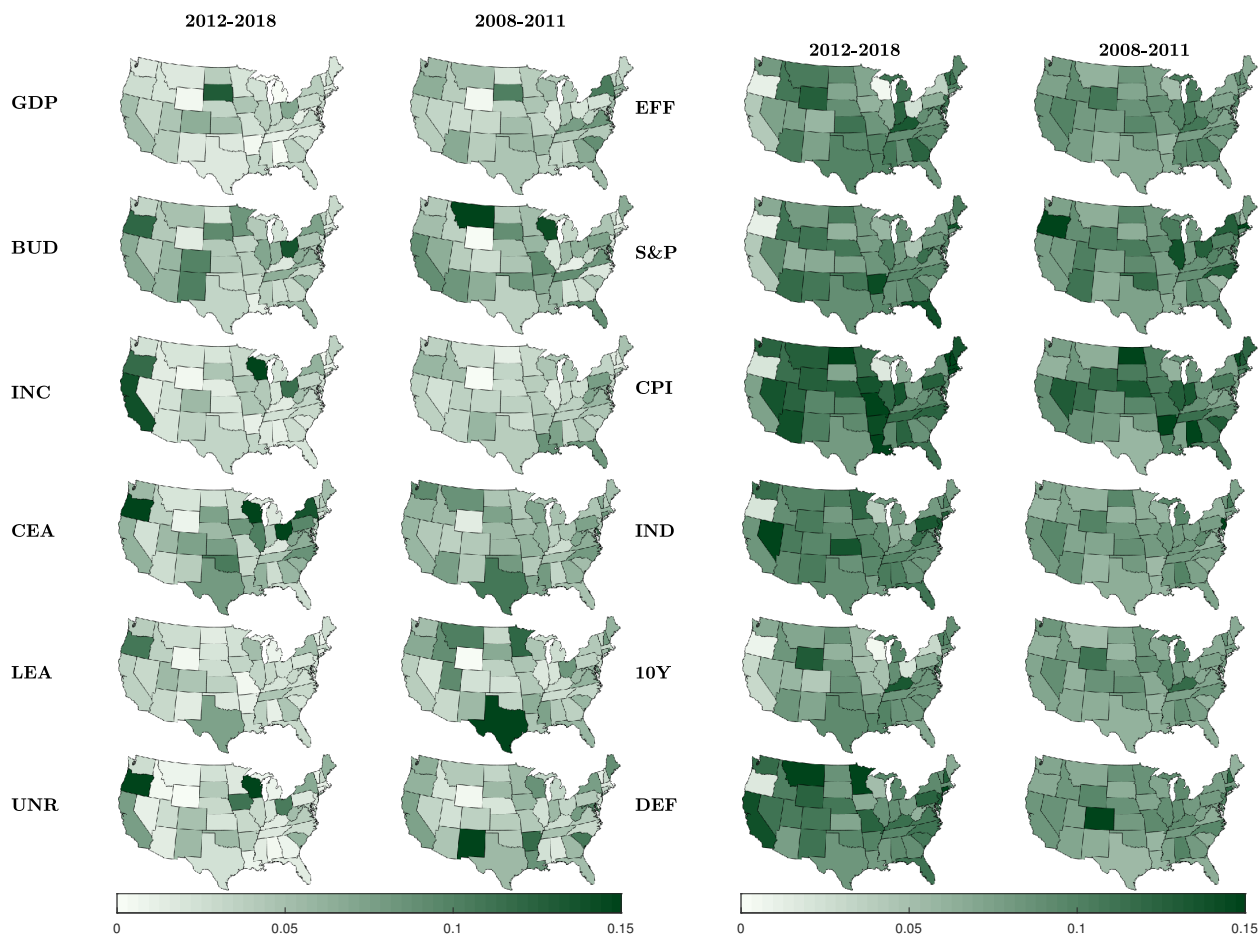 2012-2018 2008-2011
2012-2018 2008-2011
GDP EFF
BUD S&P
INC CPI
CEA IND
LEA 10Y
UNR DEF
0 0.05 0.1 0.15 0 0.05 0.1 0.15